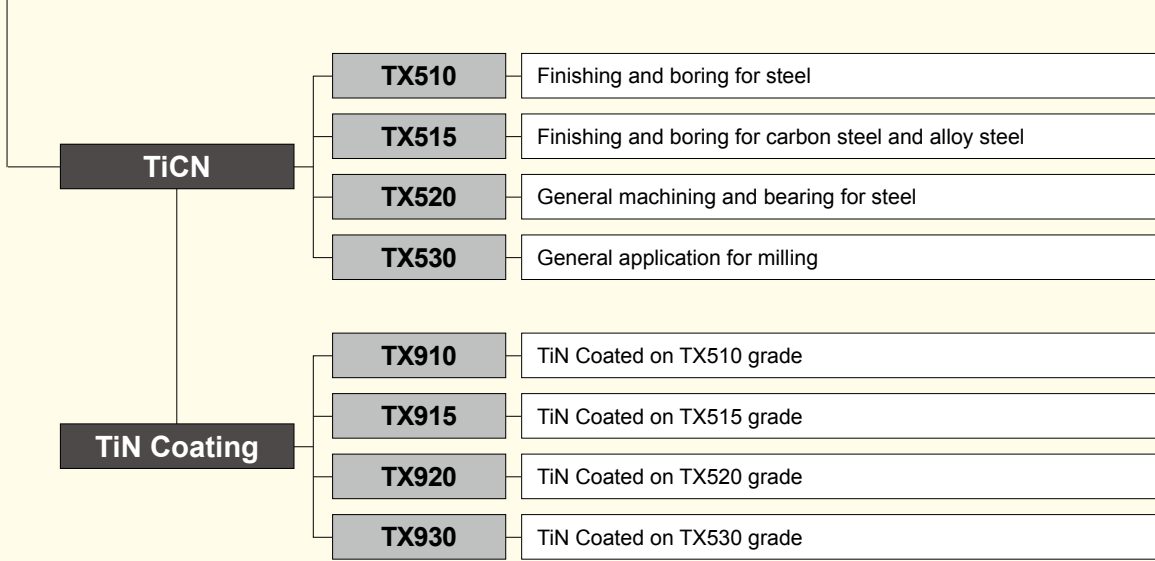 TiCN
TX510 Finishing and boring for steel
TX515 Finishing and boring for carbon steel and alloy steel
TX520 General machining and bearing for steel
TX530 General application for milling
TiN Coating
TX910 TiN Coated on TX510 grade
TX915 TiN Coated on TX515 grade
TX920 TiN Coated on TX520 grade
TX930 TiN Coated on TX530 grade